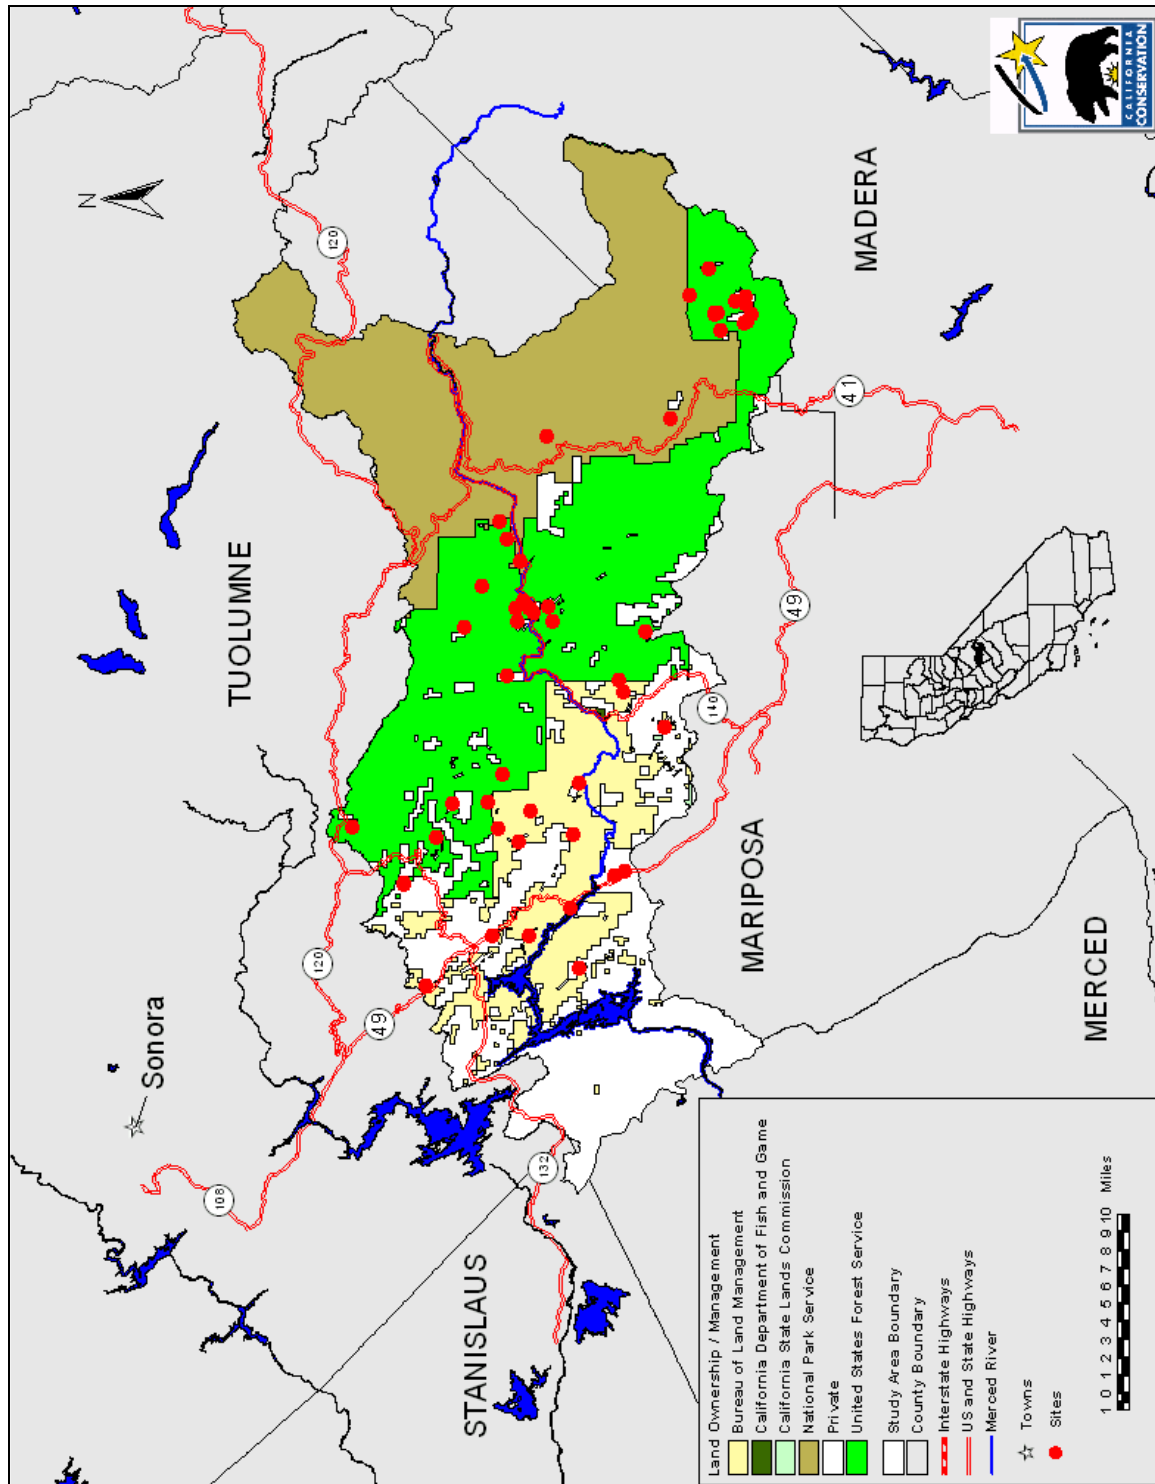 N
120
TUOLUMNE
Sonora
120
49
108
MADERA
41
49
140
MARIPOSA
MERCED
132
STANISLAUS
CALIFORNIA
CONSERVATION
Land Ownership / Management
Bureau of Land Management
California Department of Fish and Game
California State Lands Commission
National Park Service
Private
United States Forest Service
Study Area Boundary
County Boundary
Interstate Highways
US and State Highways
Merced River
Towns
Sites
1 0 1 2 3 4 5 6 7 8 9 10 Miles